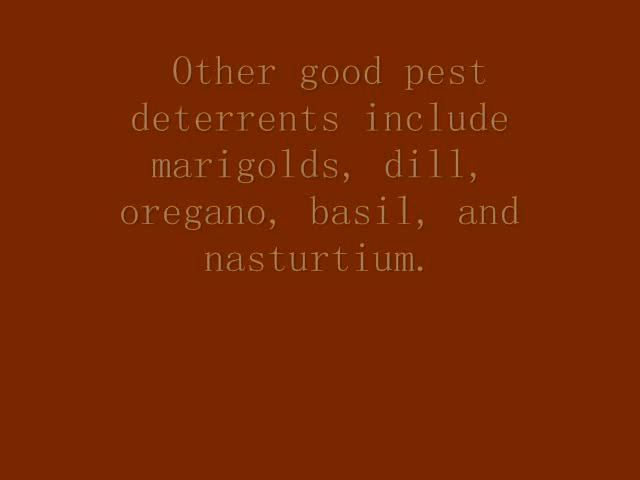 Other good pest
deterrents include
marigolds, dill,
oregano, basil, and
nasturtium.